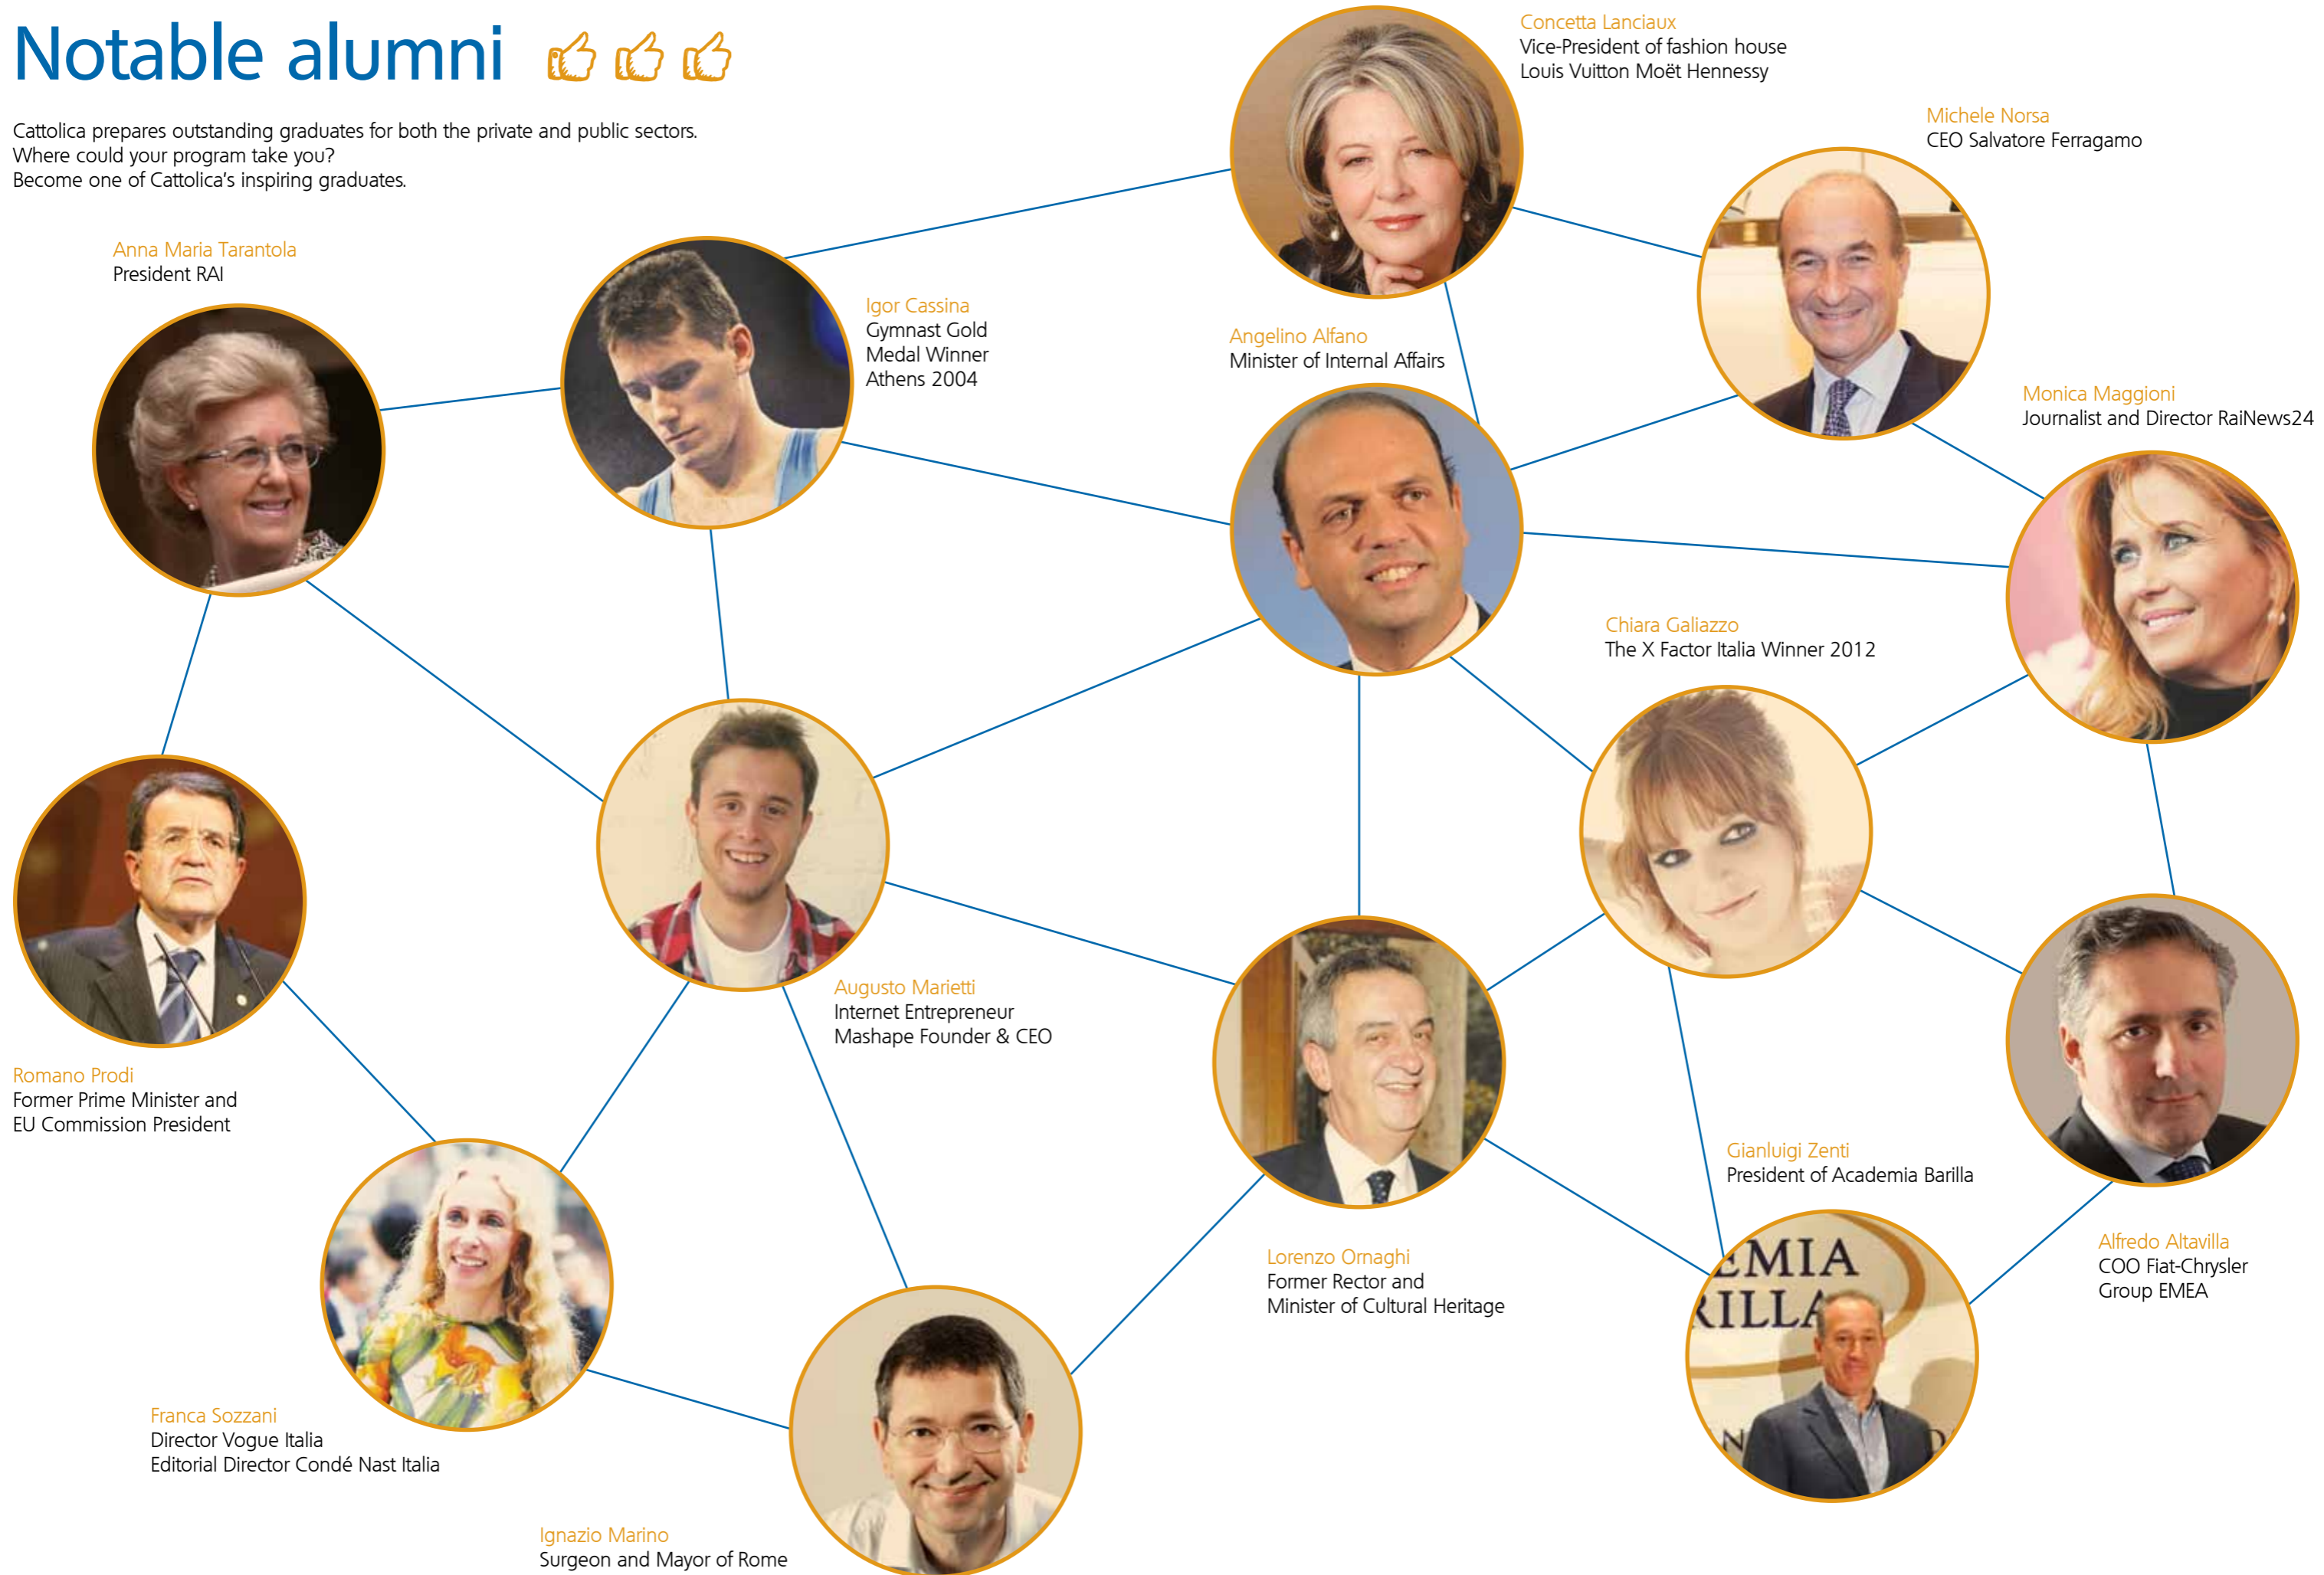 Notable alumni
Cattolica prepares outstanding graduates for both the private and public sectors.
Where could your program take you?
Become one of Cattolica's inspiring graduates.
Concetta Lanciaux
Vice-President of fashion house
Louis Vuitton Moët Hennessy
Michele Norsa
CEO Salvatore Ferragamo
Anna Maria Tarantola
President RAI
Igor Cassina
Gymnast Gold
Medal Winner
Athens 2004
Angelino Alfano
Minister of Internal Affairs
Monica Maggioni
Journalist and Director RaiNews24
Chiara Galiazzo
The X Factor Italia Winner 2012
Augusto Marietti
Internet Entrepreneur
Mashape Founder & CEO
Romano Prodi
Former Prime Minister and
EU Commission President
Gianluigi Zenti
President of Academia Barilla
Alfredo Altavilla
COO Fiat-Chrysler
Group EMEA
Lorenzo Ornaghi
Former Rector and
Minister of Cultural Heritage
EMIA
RILLA
Franca Sozzani
Director Vogue Italia
Editorial Director Condé Nast Italia
Ignazio Marino
Surgeon and Mayor of Rome